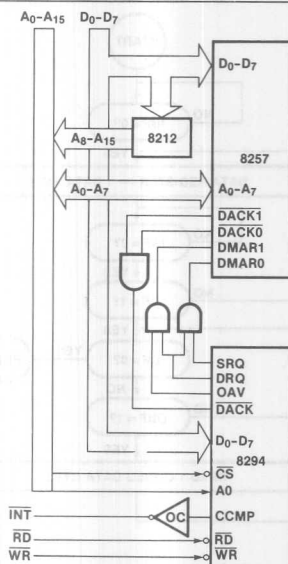 A0–A15 D0–D7
D0–D7
8212
A8–A15
8257
A0–A7 A0–A7
DACK1
DACK0
DMAR1
DMAR0
SRQ
DRQ
OAV
DACK
8294
D0–D7
CS
A0
INT OC CCMP
RD RD
WR WR